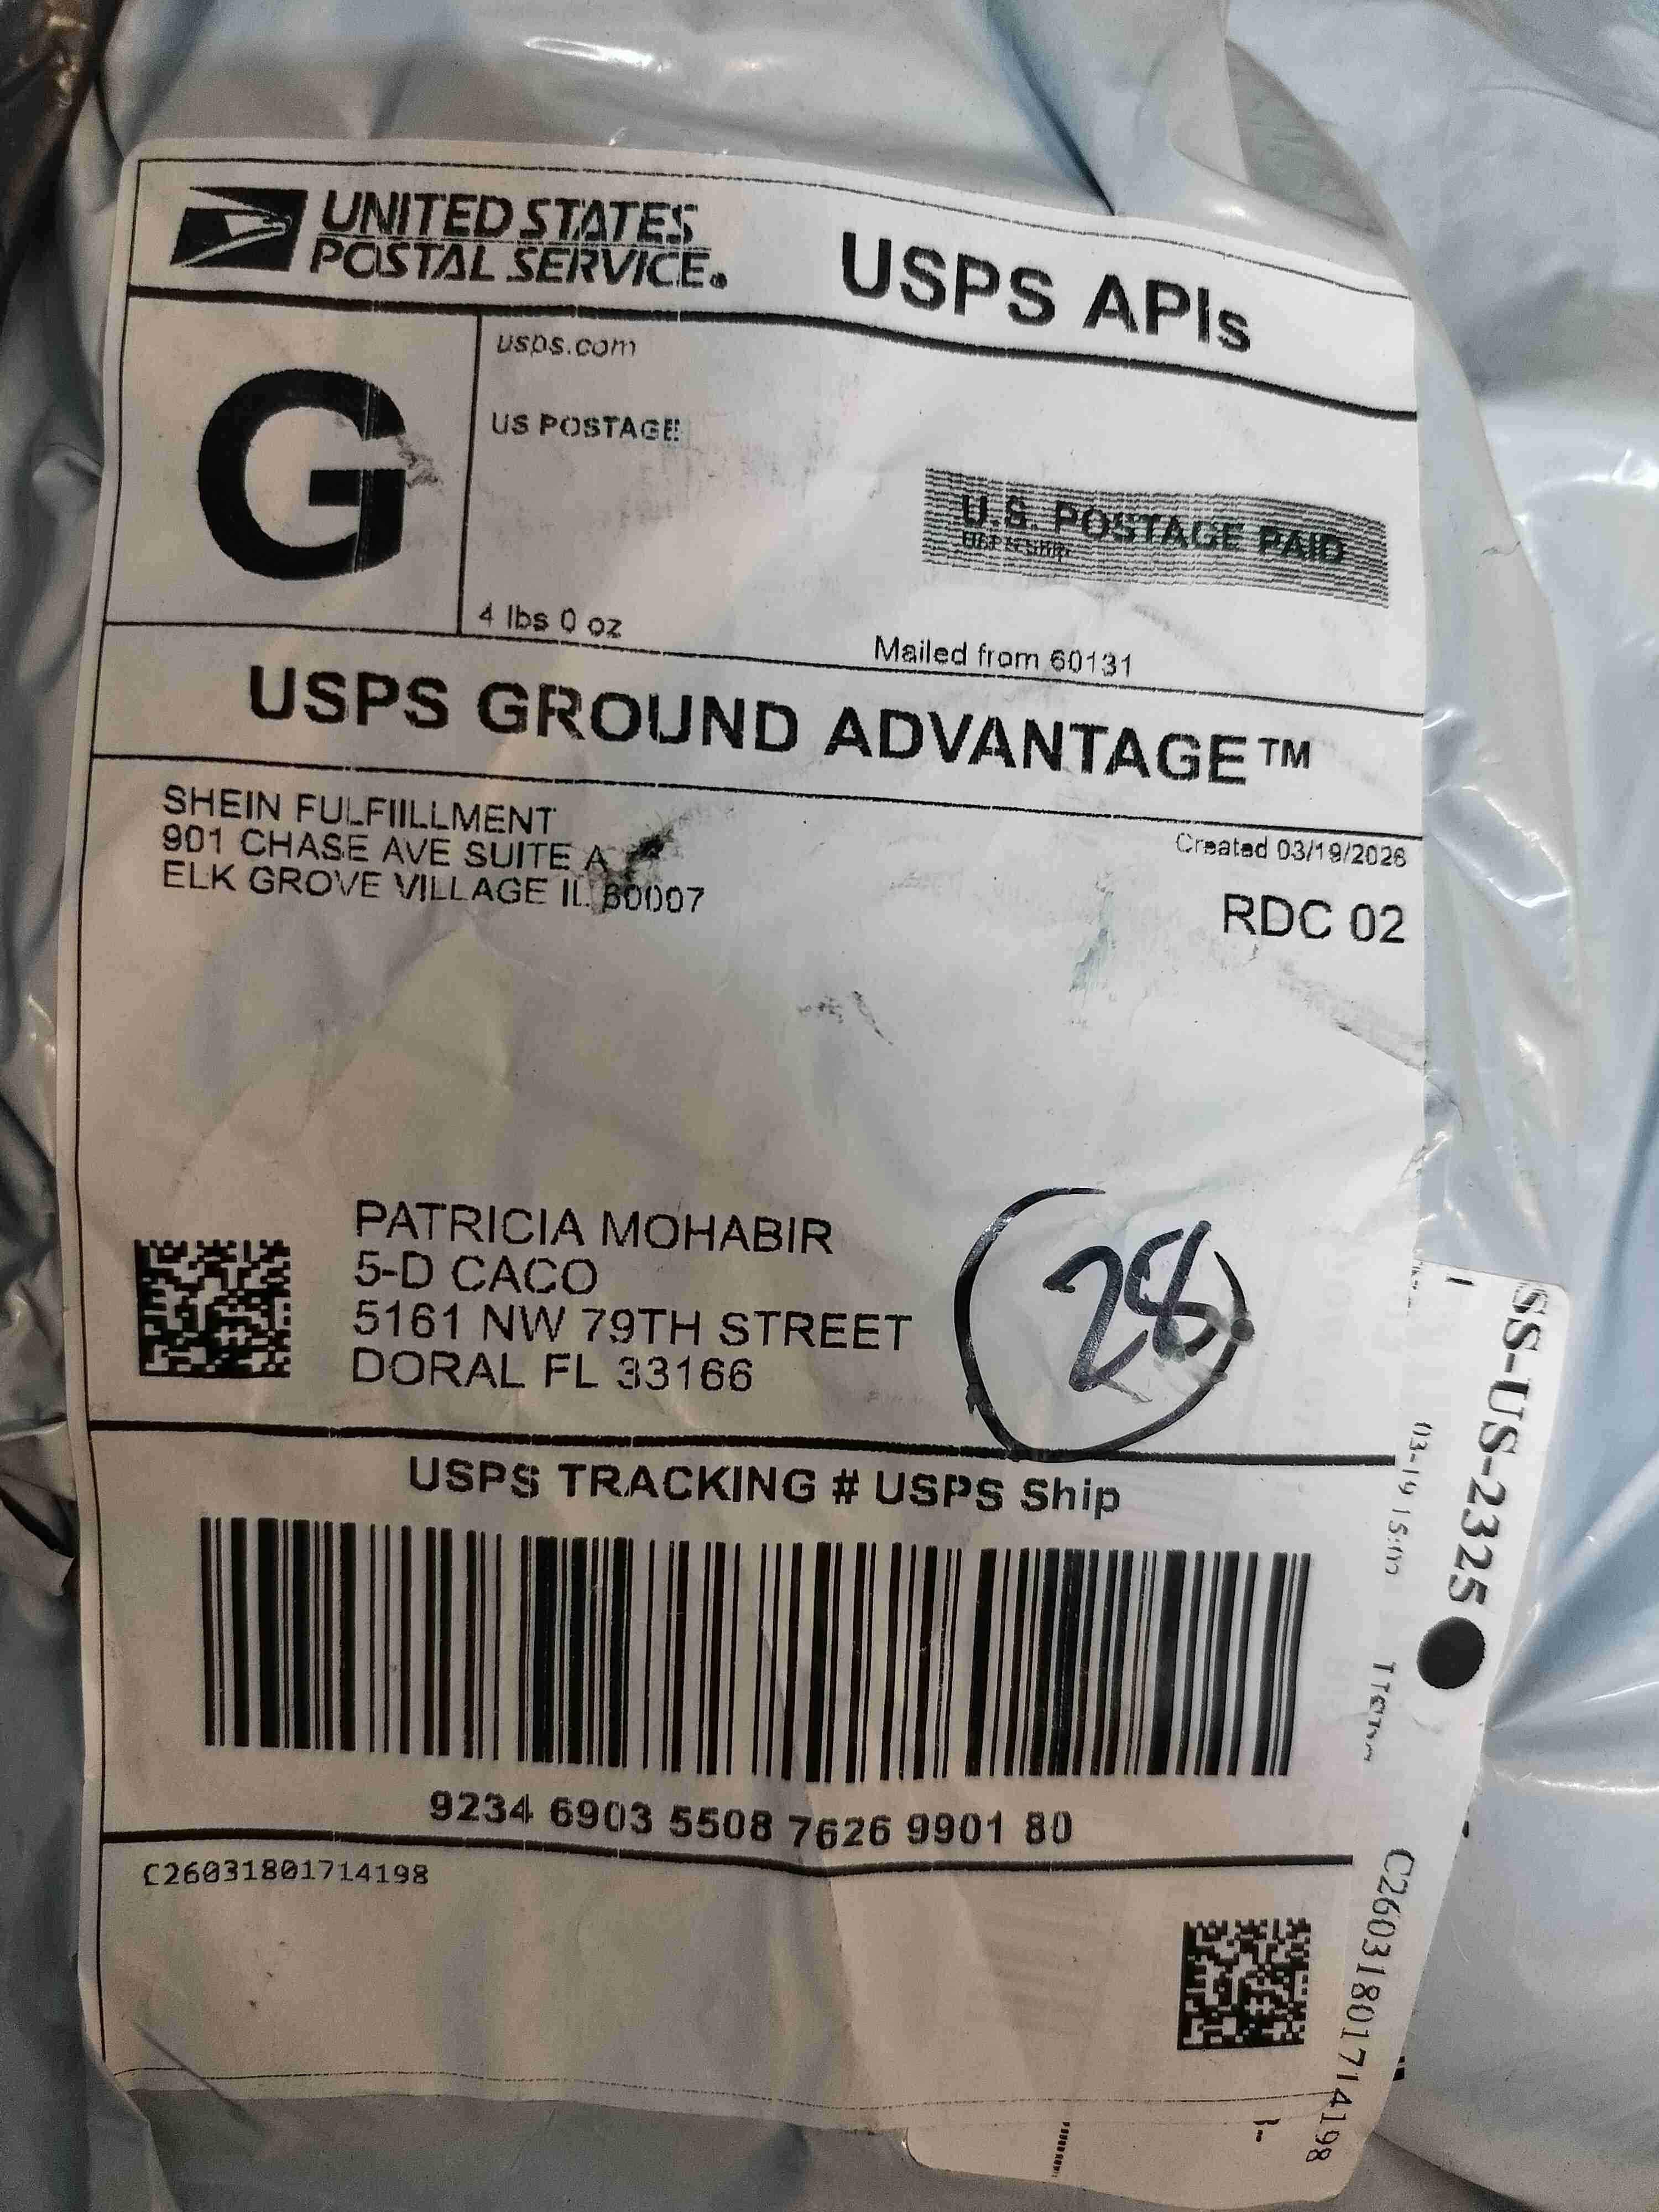 UNITED STATES
POSTAL SERVICE®
USPS APIs
G
usps.com
US POSTAGE
U.S. POSTAGE PAID
4 lbs 0 oz
Mailed from 60131
USPS GROUND ADVANTAGE™
SHEIN FULFIILLMENT
901 CHASE AVE SUITE A
ELK GROVE VILLAGE IL 60007
Created 03/19/2026
RDC 02
PATRICIA MOHABIR
5-D CACO
5161 NW 79TH STREET
DORAL FL 33166
28
USPS TRACKING # USPS Ship
9234 6903 5508 7626 9901 80
C26031801714198
SS-US-2325
03-19 15:00
C26031801714198